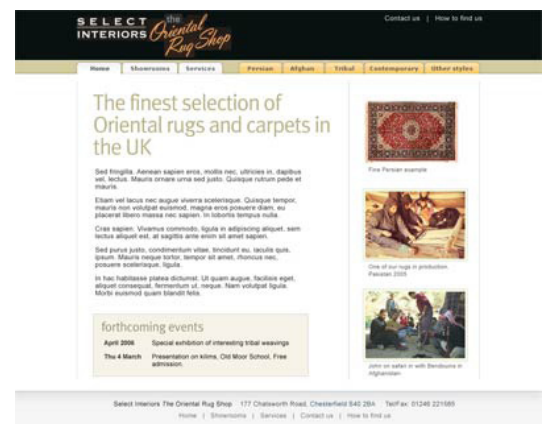 SELECT
INTERIORS
the
Oriental
Rug Shop
Contact us | How to find us
Home Showrooms Services Persian Afghan Tribal Contemporary Other styles
The finest selection of
Oriental rugs and carpets in
the UK
Sed fringilla. Aenean sapien eros, mollis nec, ultricies in, dapibus
vel, lectus. Mauris ornare urna sed justo. Quisque rutrum pede et
mauris.
Etiam vel lacus nec augue viverra scelerisque. Quisque tempor,
mauris non volutpat euismod, magna eros posuere diam, eu
placerat libero massa nec sapien. In lobortis tempus nulla.
Cras sapien. Vivamus commodo, ligula in adipiscing aliquet, sem
lectus aliquet est, at sagittis ante enim sit amet sapien.
Sed purus justo, condimentum vitae, tincidunt eu, iaculis quis,
ipsum. Mauris neque tortor, tempor sit amet, rhoncus nec,
posuere scelerisque, ligula.
In hac habitasse platea dictumst. Ut quam augue, facilisis eget,
aliquet consequat, fermentum ut, neque. Nam volutpat ligula.
Morbi euismod quam blandit felis.
forthcoming events
April 2006 Special exhibition of interesting tribal weavings
Thu 4 March Presentation on kilims, Old Moor School, Free
admission.
Fine Persian example
One of our rugs in production.
Pakistan 2005
John on safari in with Bendouins in
Afghanistan
Select Interiors The Oriental Rug Shop 177 Chatsworth Road, Chesterfield S40 2BA Tel/Fax: 01246 221685
Home | Showrooms | Services | Contact us | How to find us